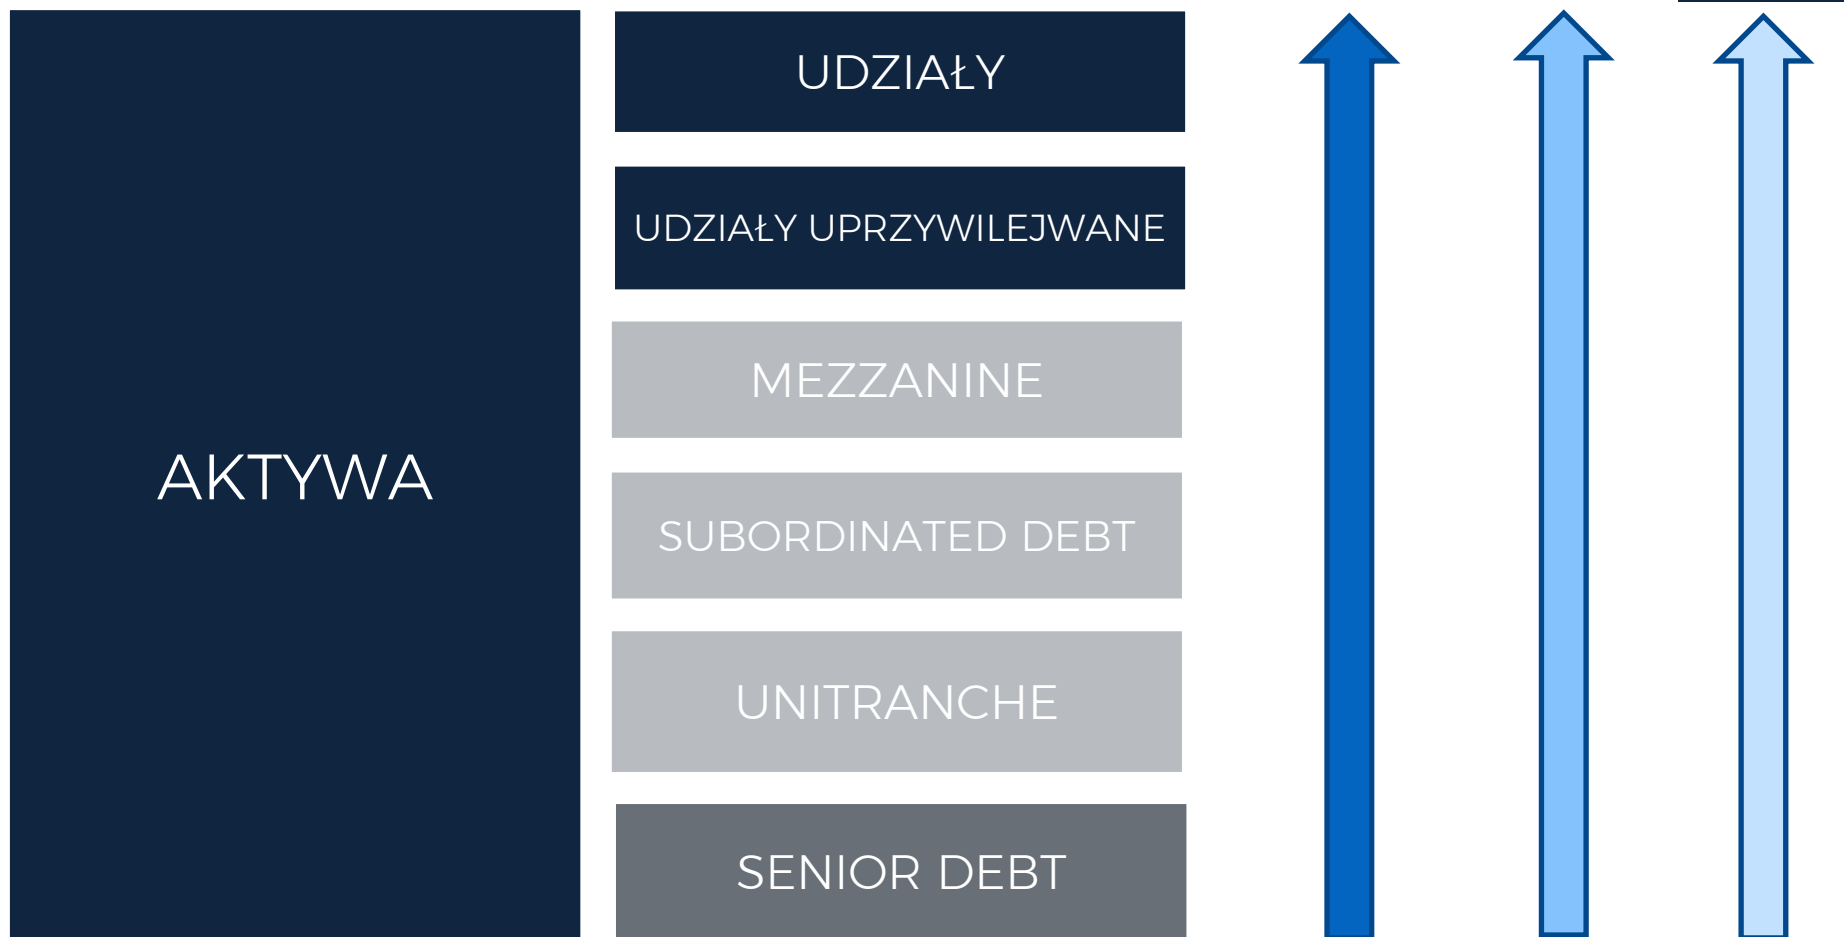 AKTYWA
UDZIAŁY
UDZIAŁY UPRZYWILEJWANE
MEZZANINE
SUBORDINATED DEBT
UNITRANCHE
SENIOR DEBT